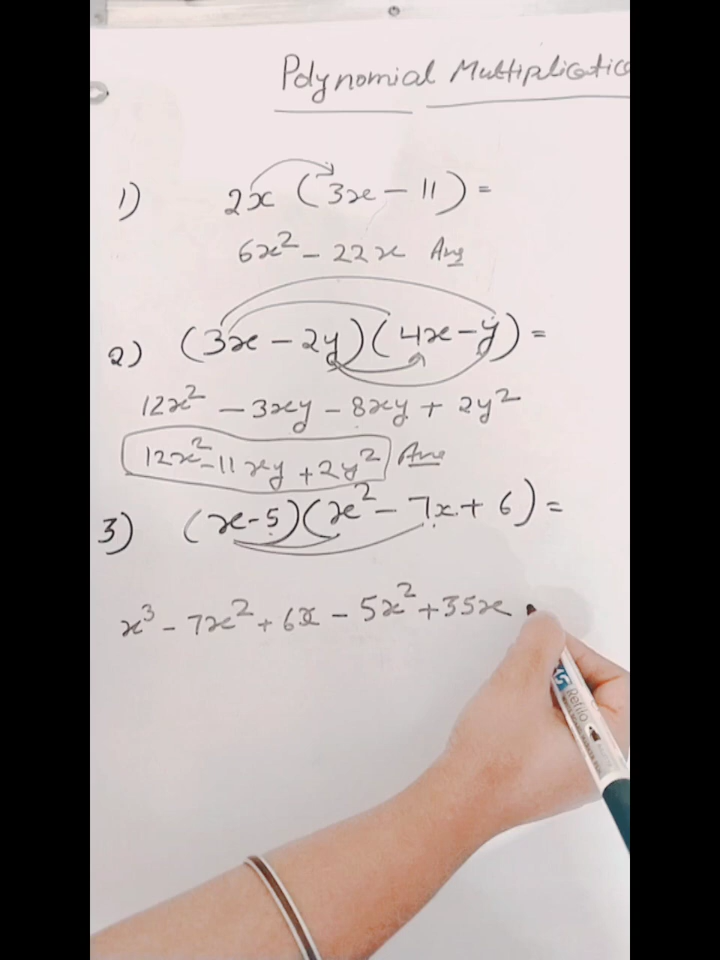 Polynomial Multiplicatio
1) 2x (3x - 11) =
6x² - 22x Ans
2) (3x - 2y)(4x - y) =
12x² - 3xy - 8xy + 2y²
12x² - 11xy + 2y² Ans
3) (x - 5)(x² - 7x + 6) =
x³ - 7x² + 6x - 5x² + 35x
Refilo